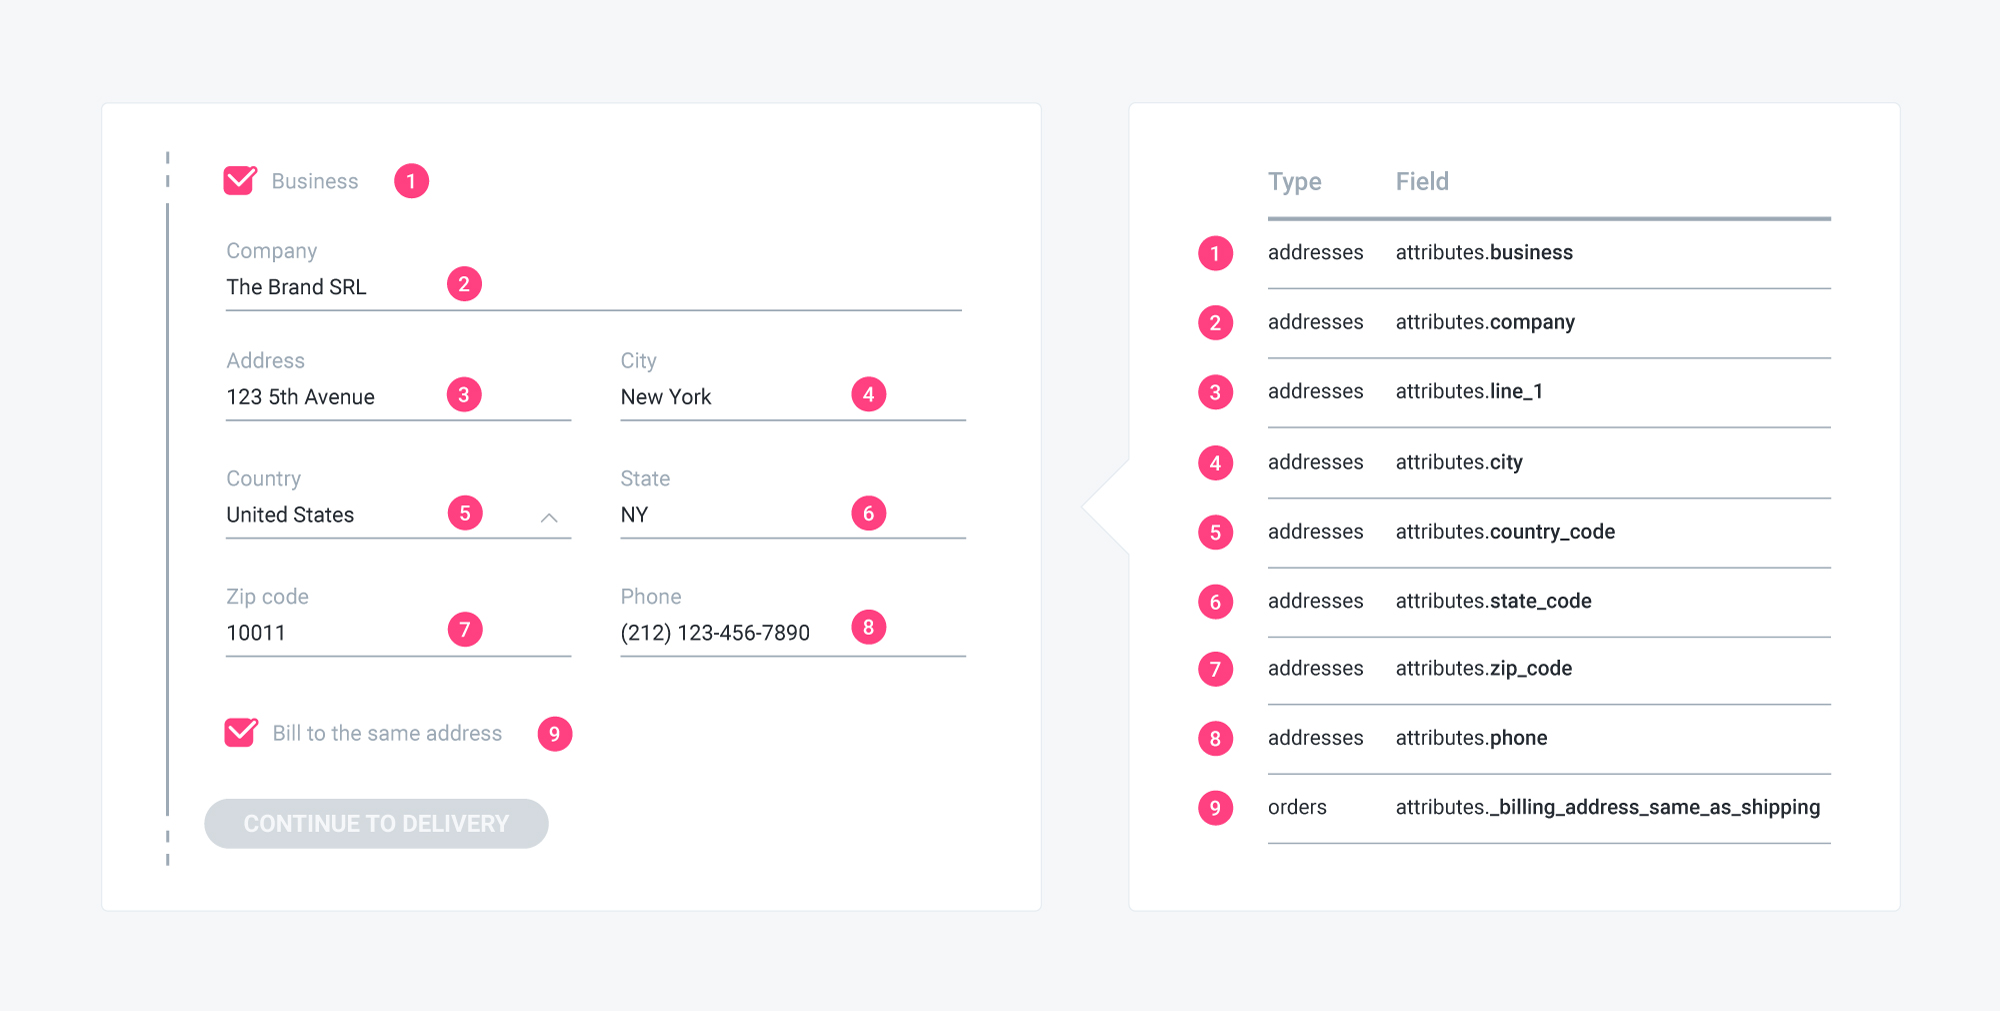 Business 1
Company
The Brand SRL 2
Address
123 5th Avenue 3
City
New York 4
Country
United States 5
State
NY 6
Zip code
10011 7
Phone
(212) 123-456-7890 8
Bill to the same address 9
CONTINUE TO DELIVERY
Type Field
1 addresses attributes.business
2 addresses attributes.company
3 addresses attributes.line_1
4 addresses attributes.city
5 addresses attributes.country_code
6 addresses attributes.state_code
7 addresses attributes.zip_code
8 addresses attributes.phone
9 orders attributes._billing_address_same_as_shipping